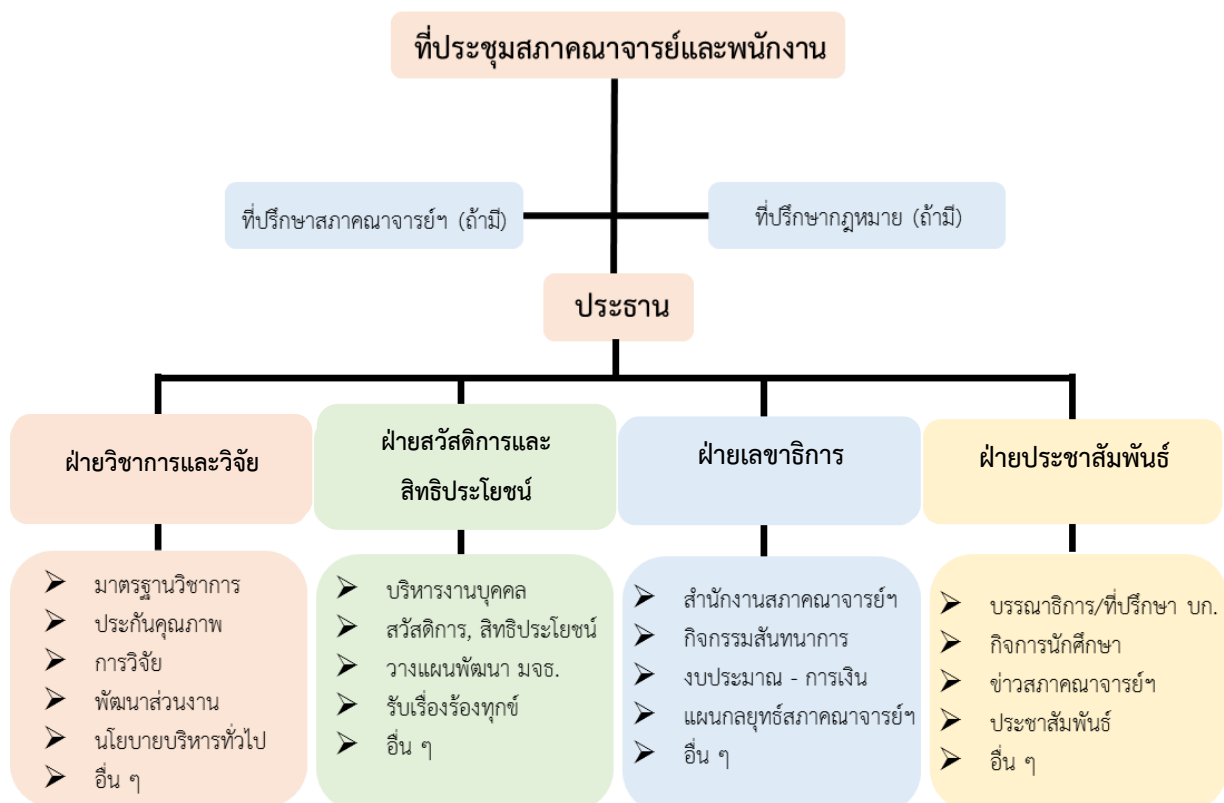 ที่ประชุมสภาคณาจารย์และพนักงาน
ที่ปรึกษาสภาคณาจารย์ฯ (ถ้ามี)
ที่ปรึกษากฎหมาย (ถ้ามี)
ประธาน
ฝ่ายวิชาการและวิจัย
ฝ่ายสวัสดิการและ
สิทธิประโยชน์
ฝ่ายเลขาธิการ
ฝ่ายประชาสัมพันธ์
➢ มาตรฐานวิชาการ
➢ ประกันคุณภาพ
➢ การวิจัย
➢ พัฒนาส่วนงาน
➢ นโยบายบริหารทั่วไป
➢ อื่น ๆ
➢ บริหารงานบุคคล
➢ สวัสดิการ, สิทธิประโยชน์
➢ วางแผนพัฒนา มจธ.
➢ รับเรื่องร้องทุกข์
➢ อื่น ๆ
➢ สำนักงานสภาคณาจารย์ฯ
➢ กิจกรรมสันทนาการ
➢ งบประมาณ - การเงิน
➢ แผนกลยุทธ์สภาคณาจารย์ฯ
➢ อื่น ๆ
➢ บรรณาธิการ/ที่ปรึกษา บก.
➢ กิจการนักศึกษา
➢ ข่าวสภาคณาจารย์ฯ
➢ ประชาสัมพันธ์
➢ อื่น ๆ